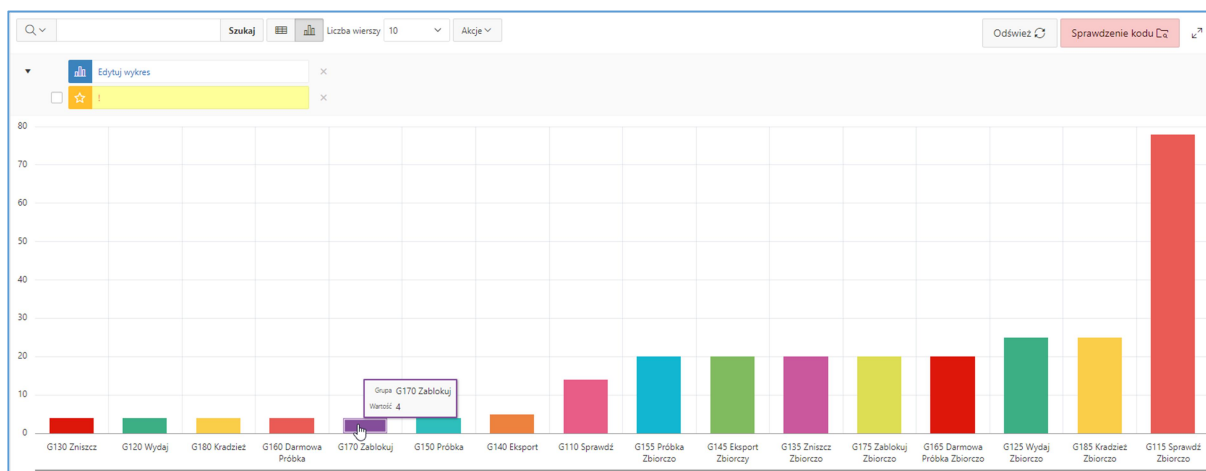 Szukaj
Liczba wierszy 10
Akcje
Odśwież
Sprawdzenie kodu
Edytuj wykres
80
70
60
50
40
30
20
10
0
Grupa G170 Zablokuj
Wartość 4
G130 Zniszcz
G120 Wydaj
G180 Kradzież
G160 Darmowa
Próbka
G170 Zablokuj
G150 Próbka
G140 Eksport
G110 Sprawdź
G155 Próbka
Zbiorczo
G145 Eksport
Zbiorczy
G135 Zniszcz
Zbiorczo
G175 Zablokuj
Zbiorczo
G165 Darmowa
Próbka Zbiorczo
G125 Wydaj
Zbiorczo
G185 Kradzież
Zbiorczo
G115 Sprawdź
Zbiorczo